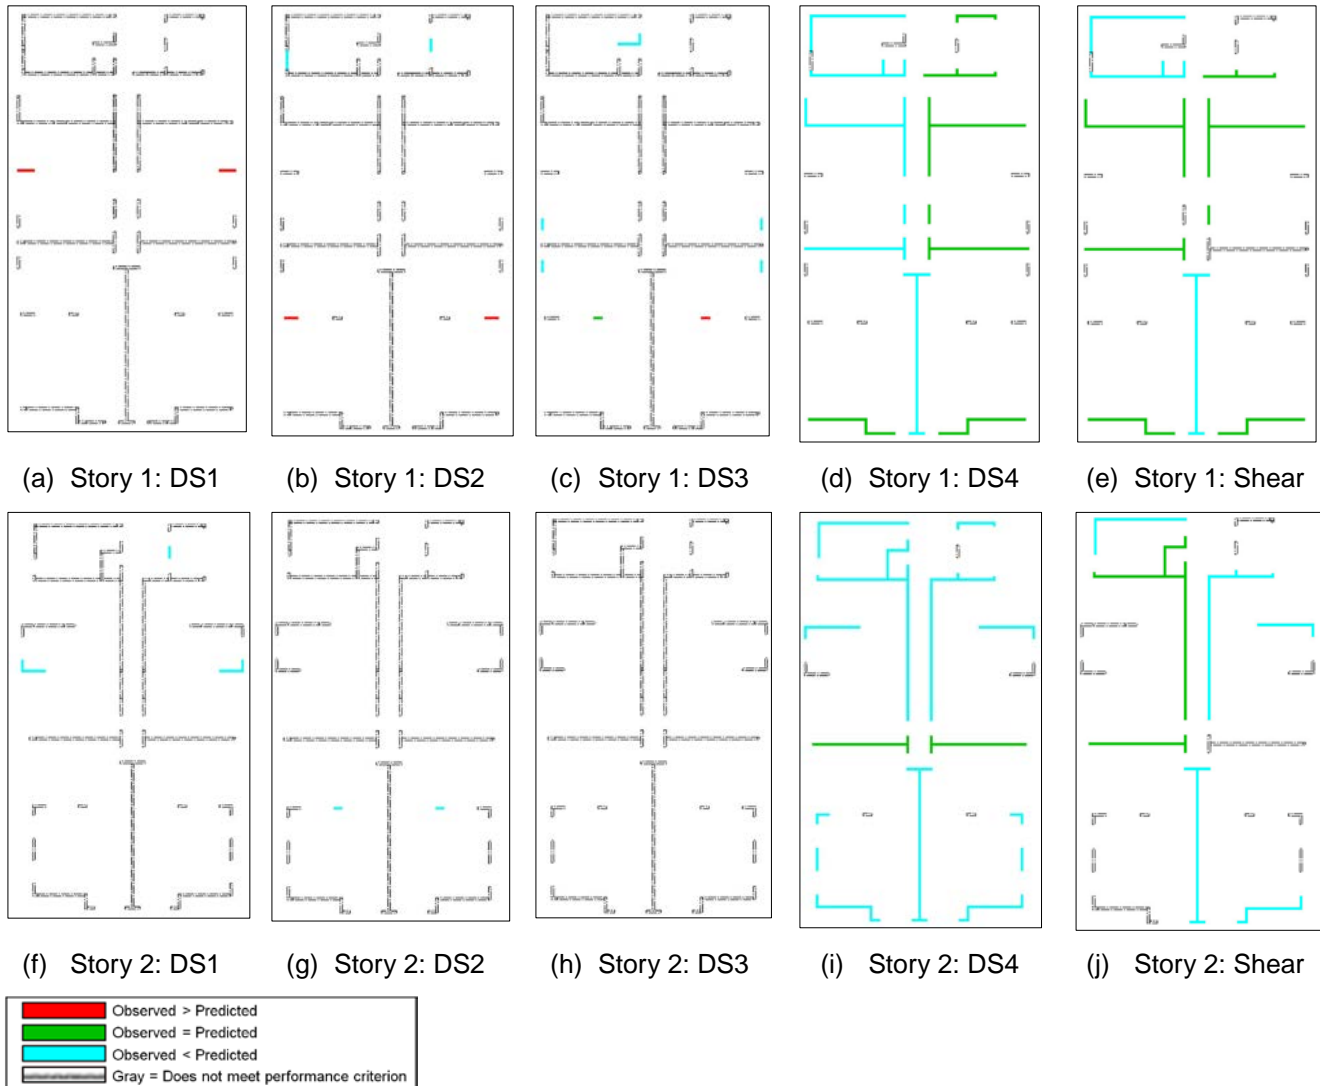 (a) Story 1: DS1
(b) Story 1: DS2
(c) Story 1: DS3
(d) Story 1: DS4
(e) Story 1: Shear
(f) Story 2: DS1
(g) Story 2: DS2
(h) Story 2: DS3
(i) Story 2: DS4
(j) Story 2: Shear
Observed > Predicted
Observed = Predicted
Observed < Predicted
Gray = Does not meet performance criterion